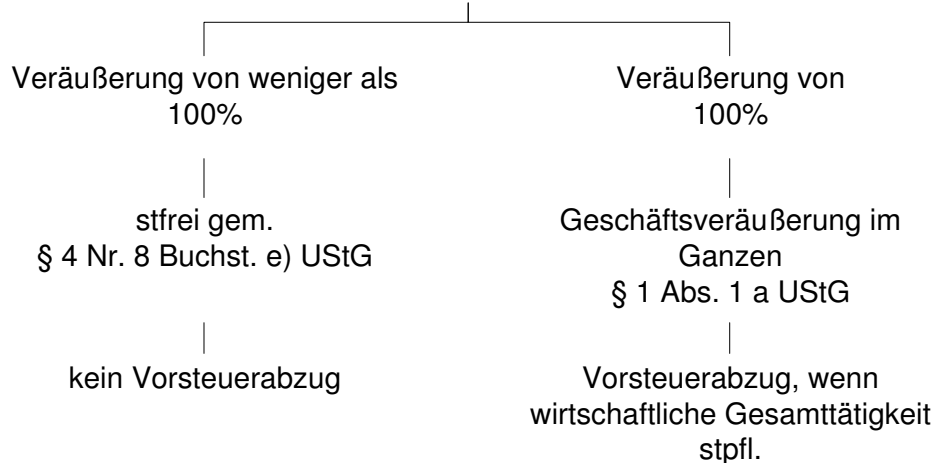 Veräußerung von weniger als
100%
Veräußerung von
100%
stfrei gem.
§ 4 Nr. 8 Buchst. e) UStG
Geschäftsveräußerung im
Ganzen
§ 1 Abs. 1 a UStG
kein Vorsteuerabzug
Vorsteuerabzug, wenn
wirtschaftliche Gesamttätigkeit
stpfl.